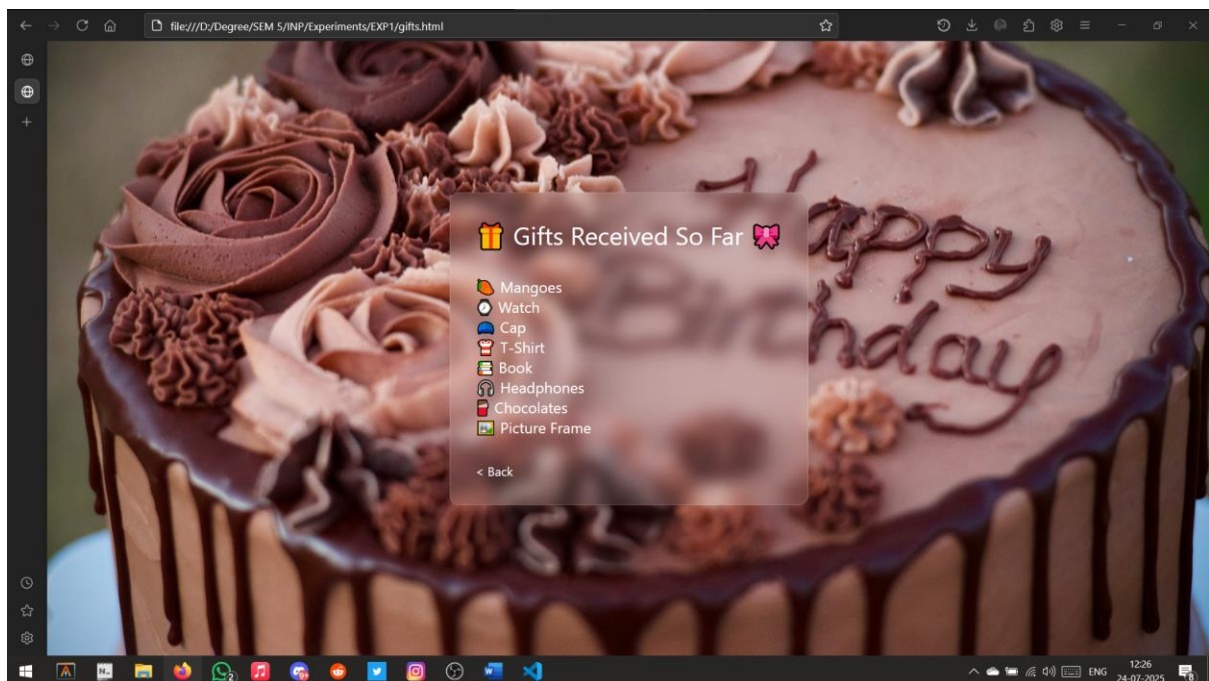 file:///D:/Degree/SEM 5/INP/Experiments/EXP1/gifts.html
Happy
Birthday
Gifts Received So Far
Mangoes
Watch
Cap
T-Shirt
Book
Headphones
Chocolates
Picture Frame
< Back
ENG
12:26
24-07-2025